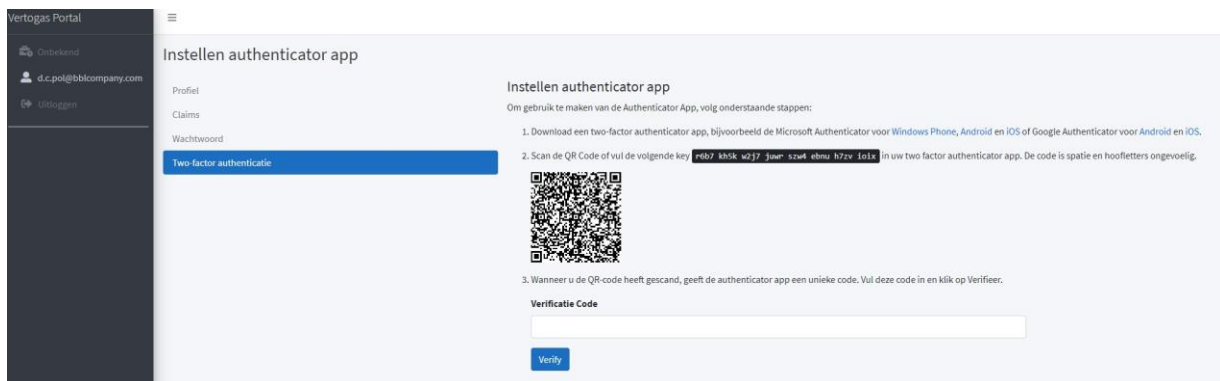 Vertogas Portal
Onbekend
d.c.pol@bblcompany.com
Uitloggen
Instellen authenticator app
Profiel
Claims
Wachtwoord
Two-factor authenticatie
Instellen authenticator app
Om gebruik te maken van de Authenticator App, volg onderstaande stappen:
1. Download een two-factor authenticator app, bijvoorbeeld de Microsoft Authenticator voor Windows Phone, Android en iOS of Google Authenticator voor Android en iOS.
2. Scan de QR Code of vul de volgende key r6b7 kh5k w2j7 juwr szw4 ebnu h7zv ioix in uw two factor authenticator app. De code is spatie en hoofletters ongevoelig.
3. Wanneer u de QR-code heeft gescand, geeft de authenticator app een unieke code. Vul deze code in en klik op Verifieer.
Verificatie Code
Verify